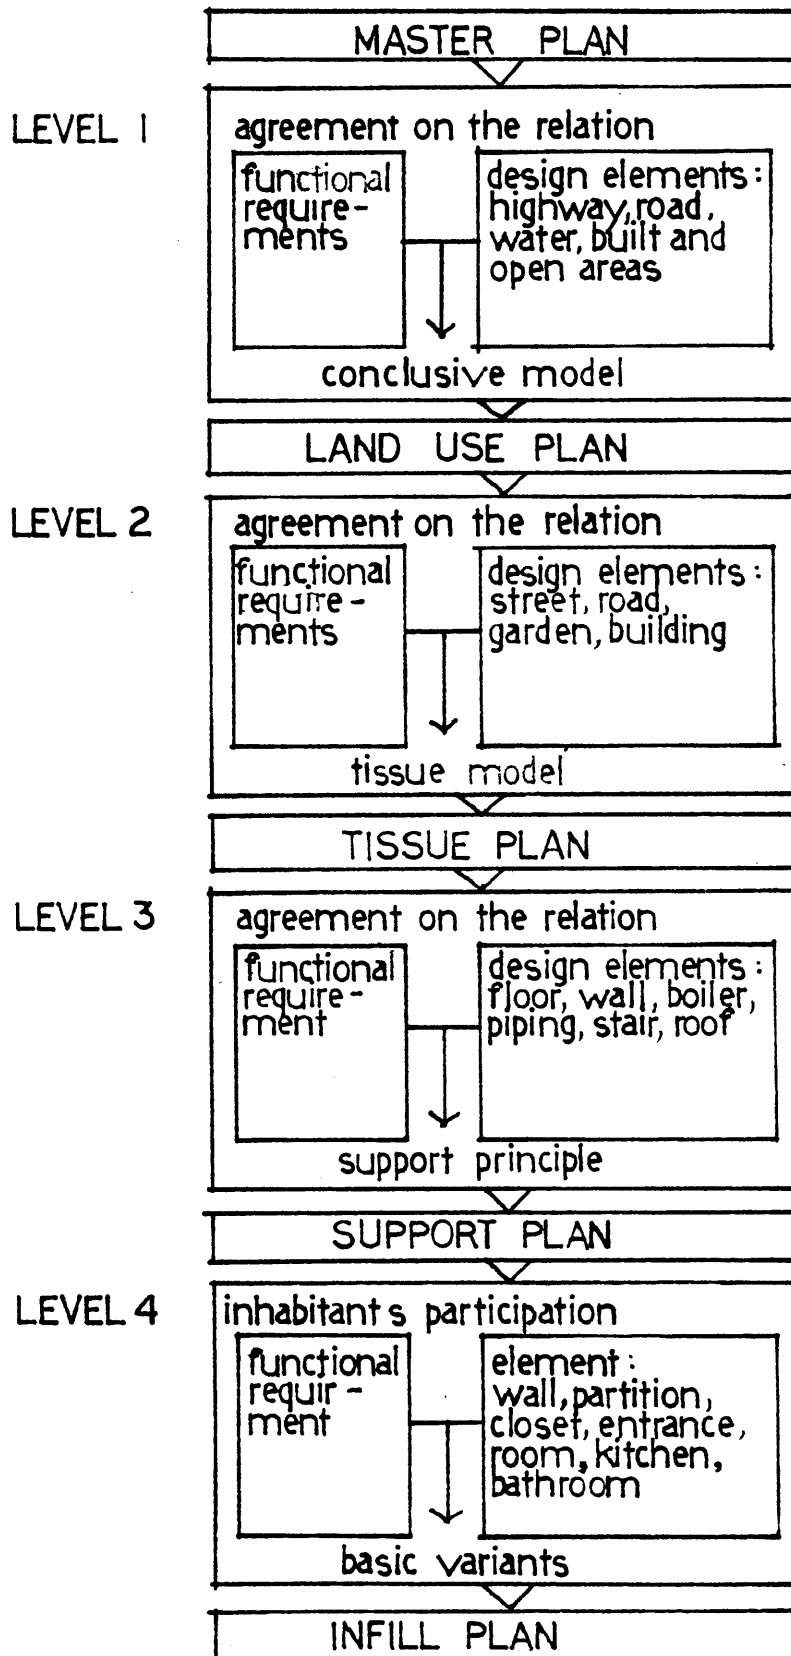 MASTER PLAN
LEVEL 1
agreement on the relation
functional
require-
ments
design elements:
highway, road,
water, built and
open areas
conclusive model
LAND USE PLAN
LEVEL 2
agreement on the relation
functional
require-
ments
design elements:
street, road,
garden, building
tissue model
TISSUE PLAN
LEVEL 3
agreement on the relation
functional
require-
ment
design elements:
floor, wall, boiler,
piping, stair, roof
support principle
SUPPORT PLAN
LEVEL 4
inhabitants participation
functional
requir-
ment
element:
wall, partition,
closet, entrance,
room, kitchen,
bathroom
basic variants
INFILL PLAN